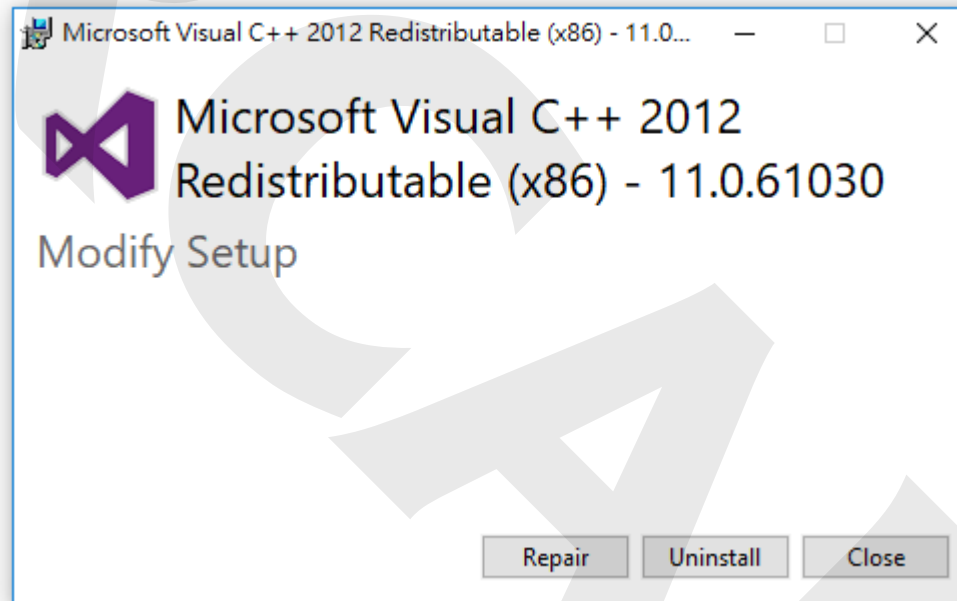 Microsoft Visual C++ 2012 Redistributable (x86) - 11.0...
Microsoft Visual C++ 2012
Redistributable (x86) - 11.0.61030
Modify Setup
Repair Uninstall Close